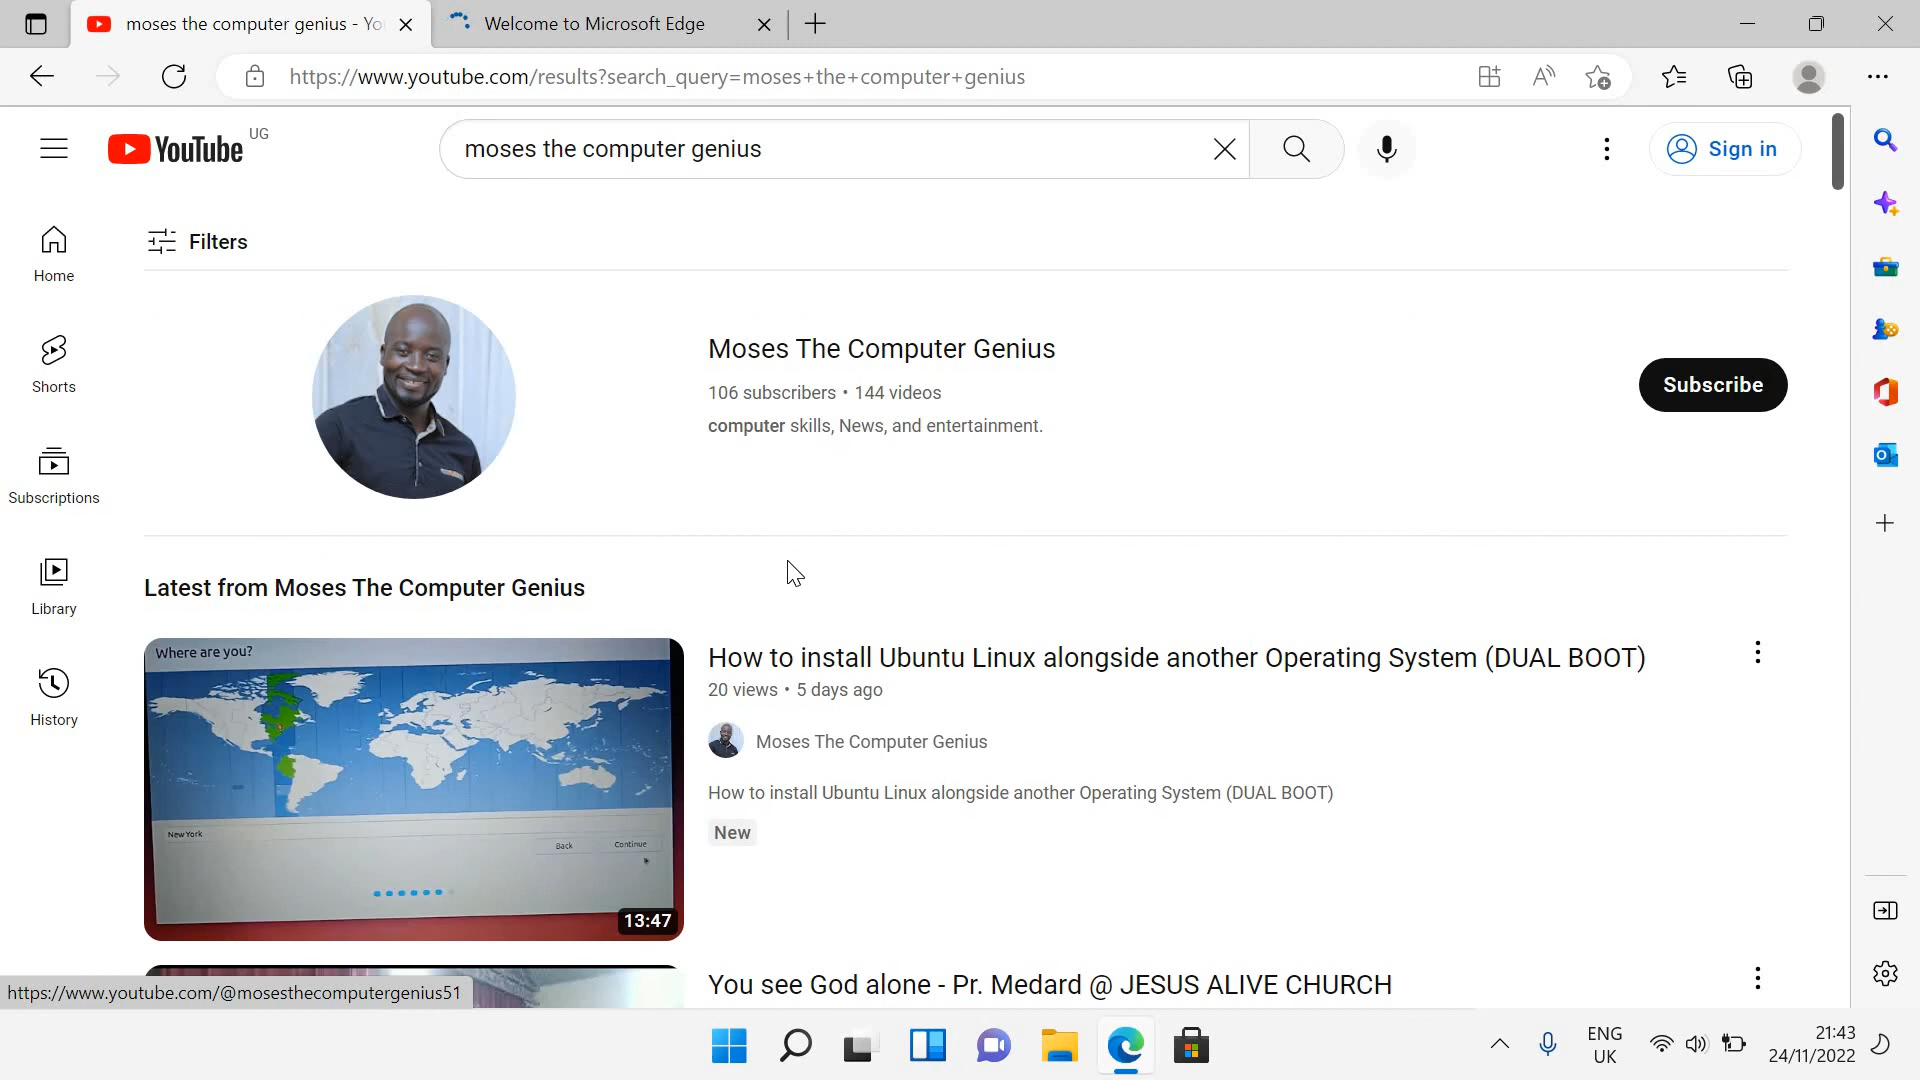 moses the computer genius - Yo
Welcome to Microsoft Edge
https://www.youtube.com/results?search_query=moses+the+computer+genius
YouTube UG
moses the computer genius
Sign in
Filters
Home
Shorts
Subscriptions
Library
History
Moses The Computer Genius
106 subscribers • 144 videos
computer skills, News, and entertainment.
Subscribe
Latest from Moses The Computer Genius
Where are you?
New York
Back
Continue
13:47
How to install Ubuntu Linux alongside another Operating System (DUAL BOOT)
20 views • 5 days ago
Moses The Computer Genius
How to install Ubuntu Linux alongside another Operating System (DUAL BOOT)
New
You see God alone - Pr. Medard @ JESUS ALIVE CHURCH
https://www.youtube.com/@mosesthecomputergenius51
ENG
UK
21:43
24/11/2022